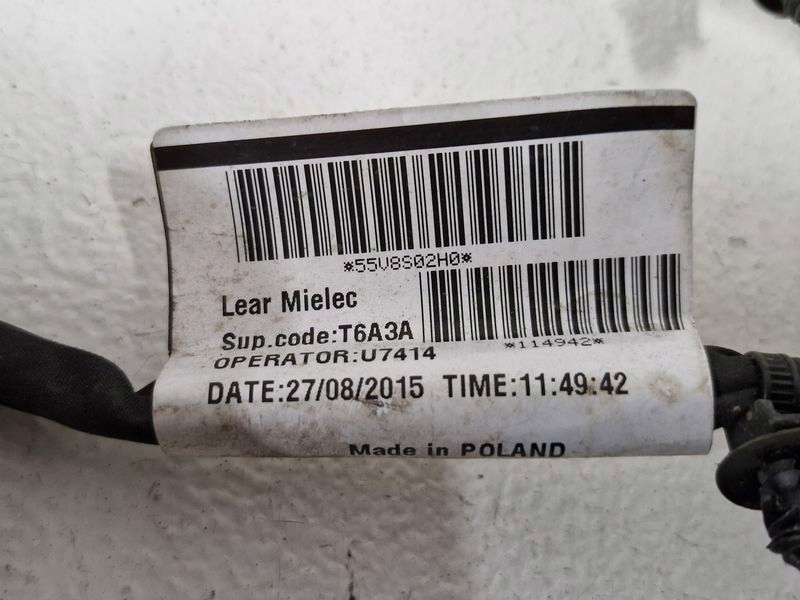 *55V8S02H0*
Lear Mielec
Sup.code:T6A3A
*114942*
OPERATOR:U7414
DATE:27/08/2015 TIME:11:49:42
Made in POLAND